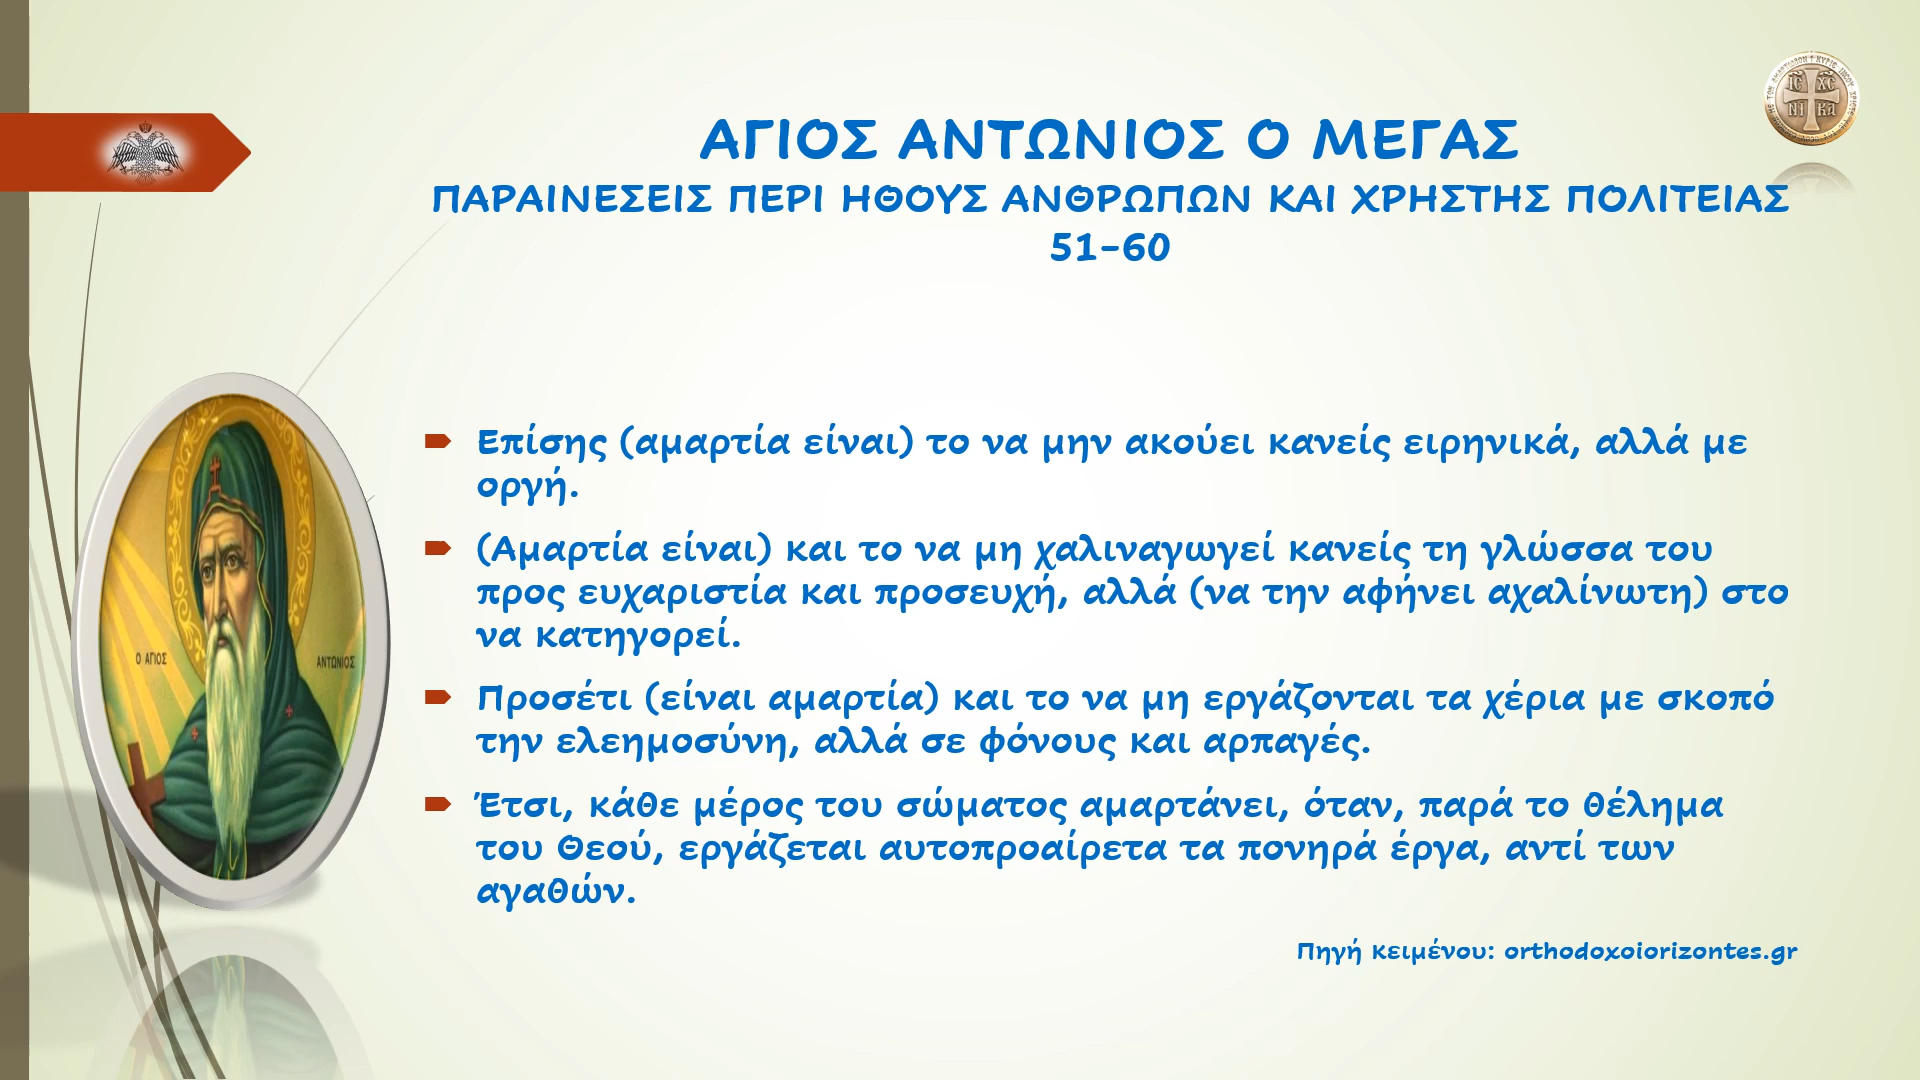 ΑΓΙΟΣ ΑΝΤΩΝΙΟΣ Ο ΜΕΓΑΣ
ΠΑΡΑΙΝΕΣΕΙΣ ΠΕΡΙ ΗΘΟΥΣ ΑΝΘΡΩΠΩΝ ΚΑΙ ΧΡΗΣΤΗΣ ΠΟΛΙΤΕΙΑΣ
51-60
Επίσης (αμαρτία είναι) το να μην ακούει κανείς ειρηνικά, αλλά με
οργή.
(Αμαρτία είναι) και το να μη χαλιναγωγεί κανείς τη γλώσσα του
προς ευχαριστία και προσευχή, αλλά (να την αφήνει αχαλίνωτη) στο
να κατηγορεί.
Προσέτι (είναι αμαρτία) και το να μη εργάζονται τα χέρια με σκοπό
την ελεημοσύνη, αλλά σε φόνους και αρπαγές.
Έτσι, κάθε μέρος του σώματος αμαρτάνει, όταν, παρά το θέλημα
του Θεού, εργάζεται αυτοπροαίρετα τα πονηρά έργα, αντί των
αγαθών.
Πηγή κειμένου: orthodoxoiorizontes.gr
Ο ΑΓΙΟΣ
ΑΝΤΩΝΙΟΣ
IC XC
ΝΙ ΚΑ